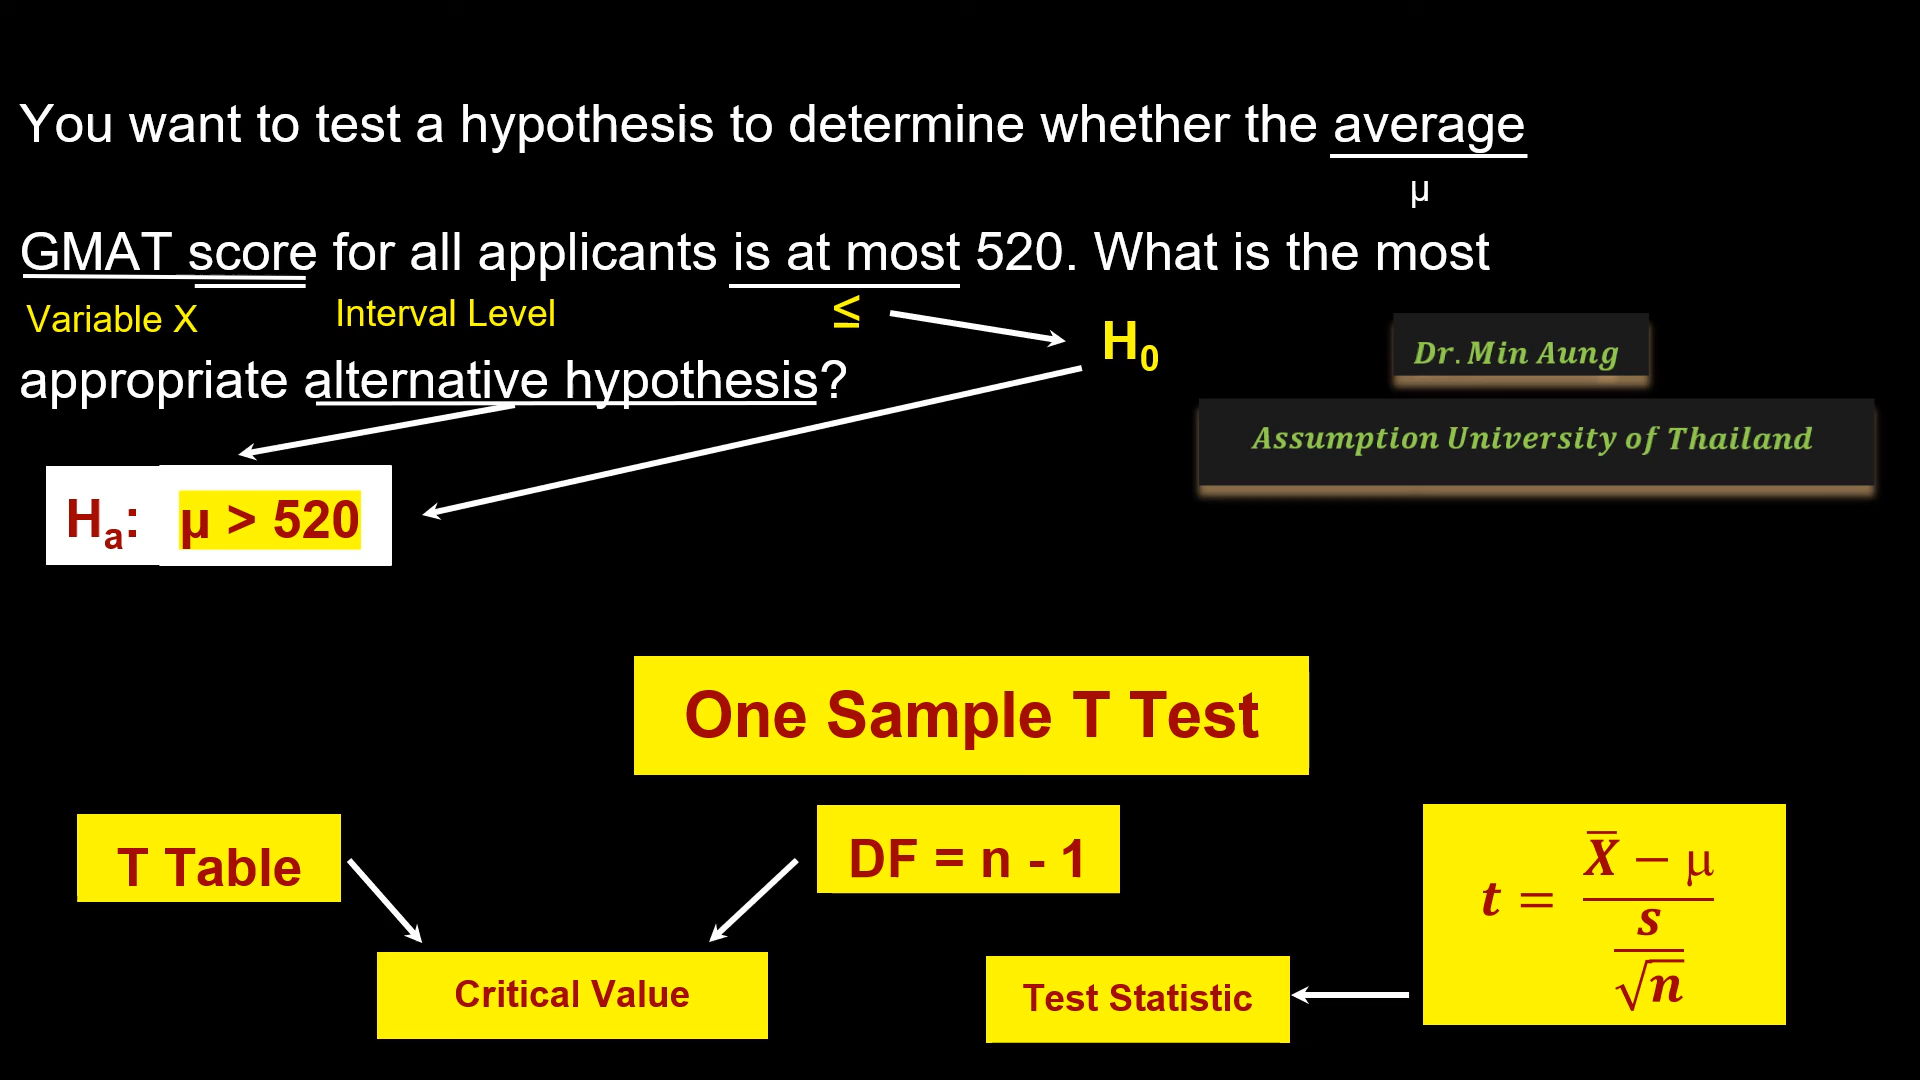 You want to test a hypothesis to determine whether the average
μ
GMAT score for all applicants is at most 520. What is the most
Variable X Interval Level ≤
H₀
Dr. Min Aung
appropriate alternative hypothesis?
Assumption University of Thailand
Hₐ: μ > 520
One Sample T Test
T Table
DF = n - 1
t = (X̅ − μ) / (s / √n)
Critical Value
Test Statistic